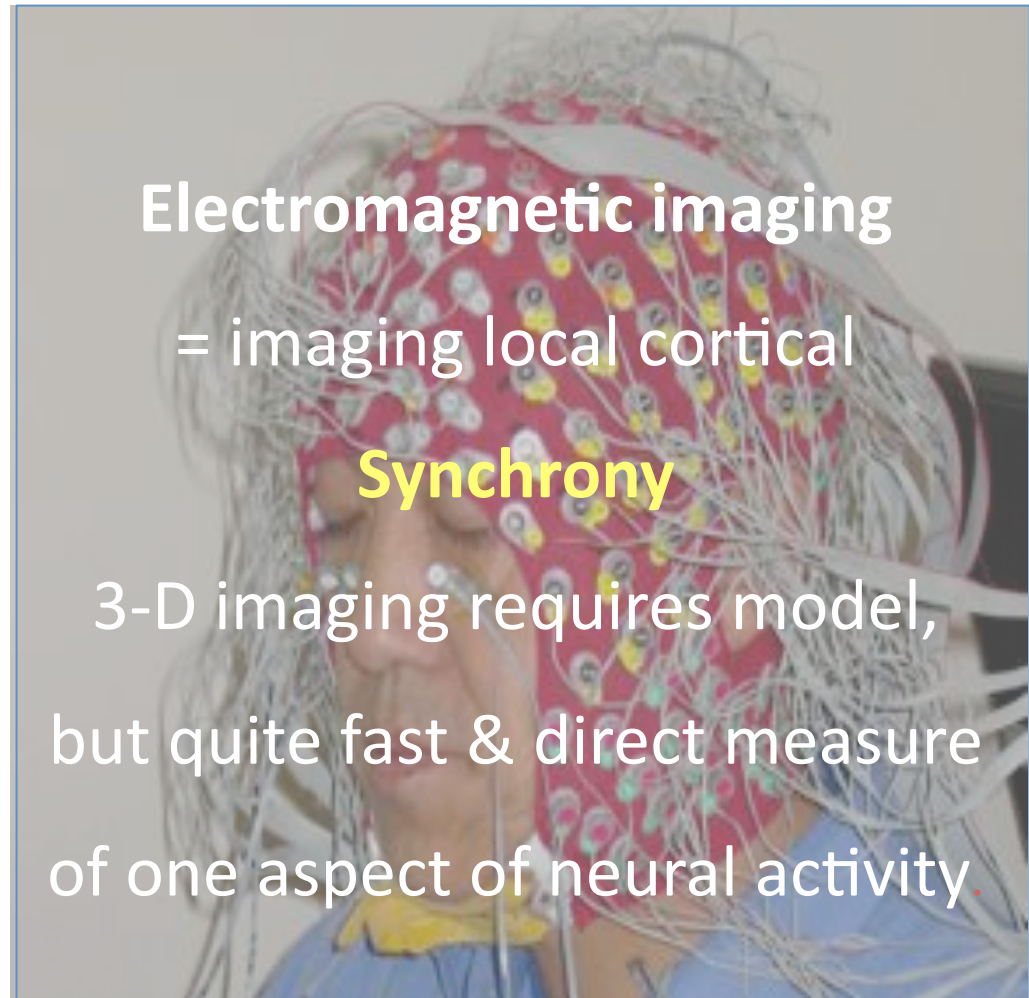 Electromagnetic imaging
= imaging local cortical
Synchrony
3-D imaging requires model,
but quite fast & direct measure
of one aspect of neural activity.